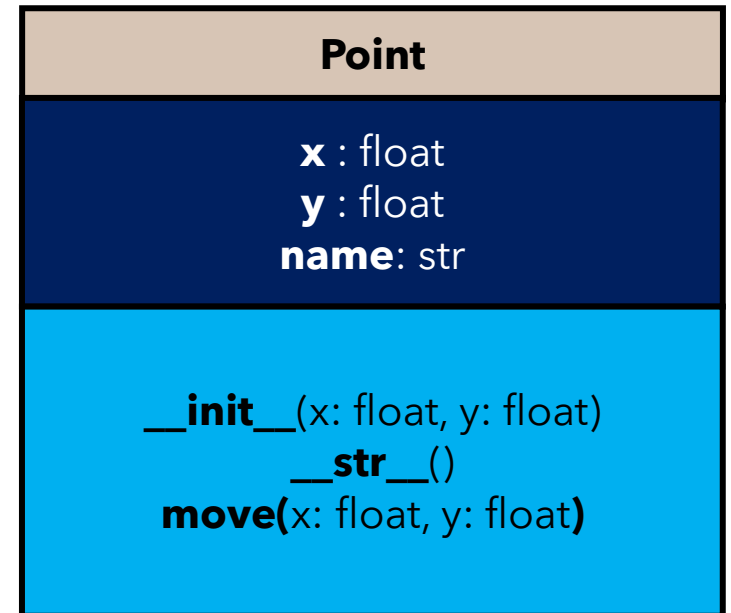 Point
x : float
y : float
name: str
__init__(x: float, y: float)
__str__()
move(x: float, y: float)